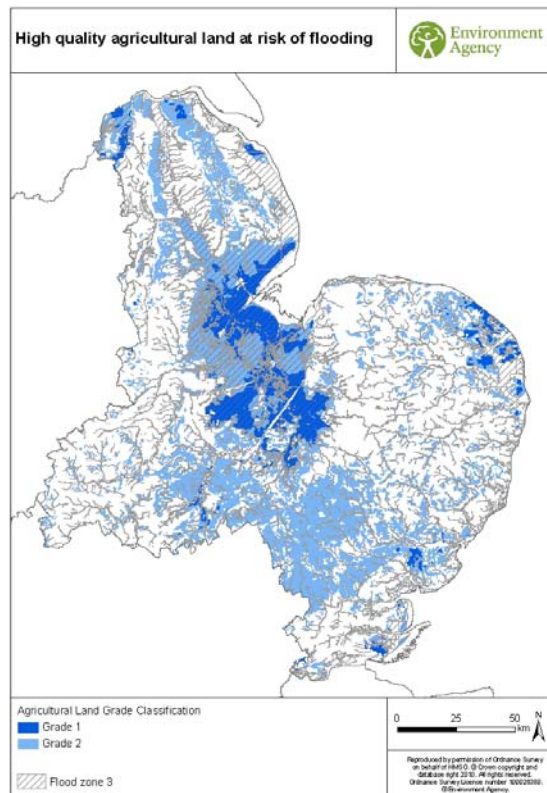 High quality agricultural land at risk of flooding
Environment
Agency
Agricultural Land Grade Classification
Grade 1
Grade 2
Flood zone 3
0 25 50
km
N
Reproduced by permission of Ordnance Survey
on behalf of HMSO. © Crown copyright and
database right 2010. All rights reserved.
Ordnance Survey Licence number
© Environment Agency.